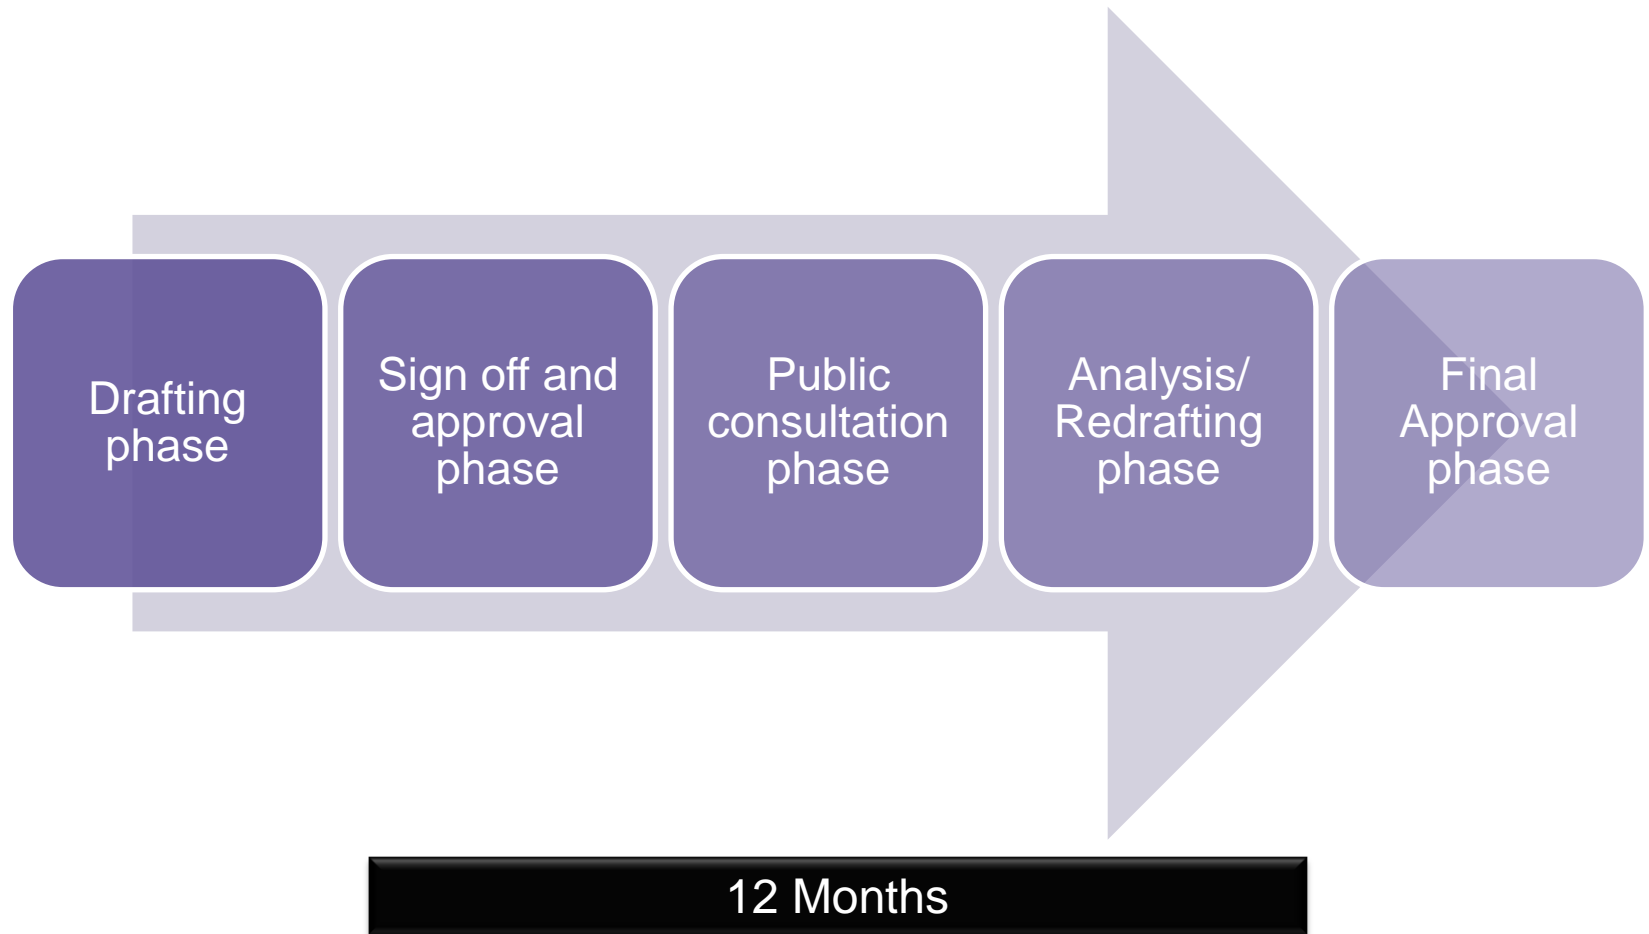 Drafting
phase
Sign off and
approval
phase
Public
consultation
phase
Analysis/
Redrafting
phase
Final
Approval
phase
12 Months